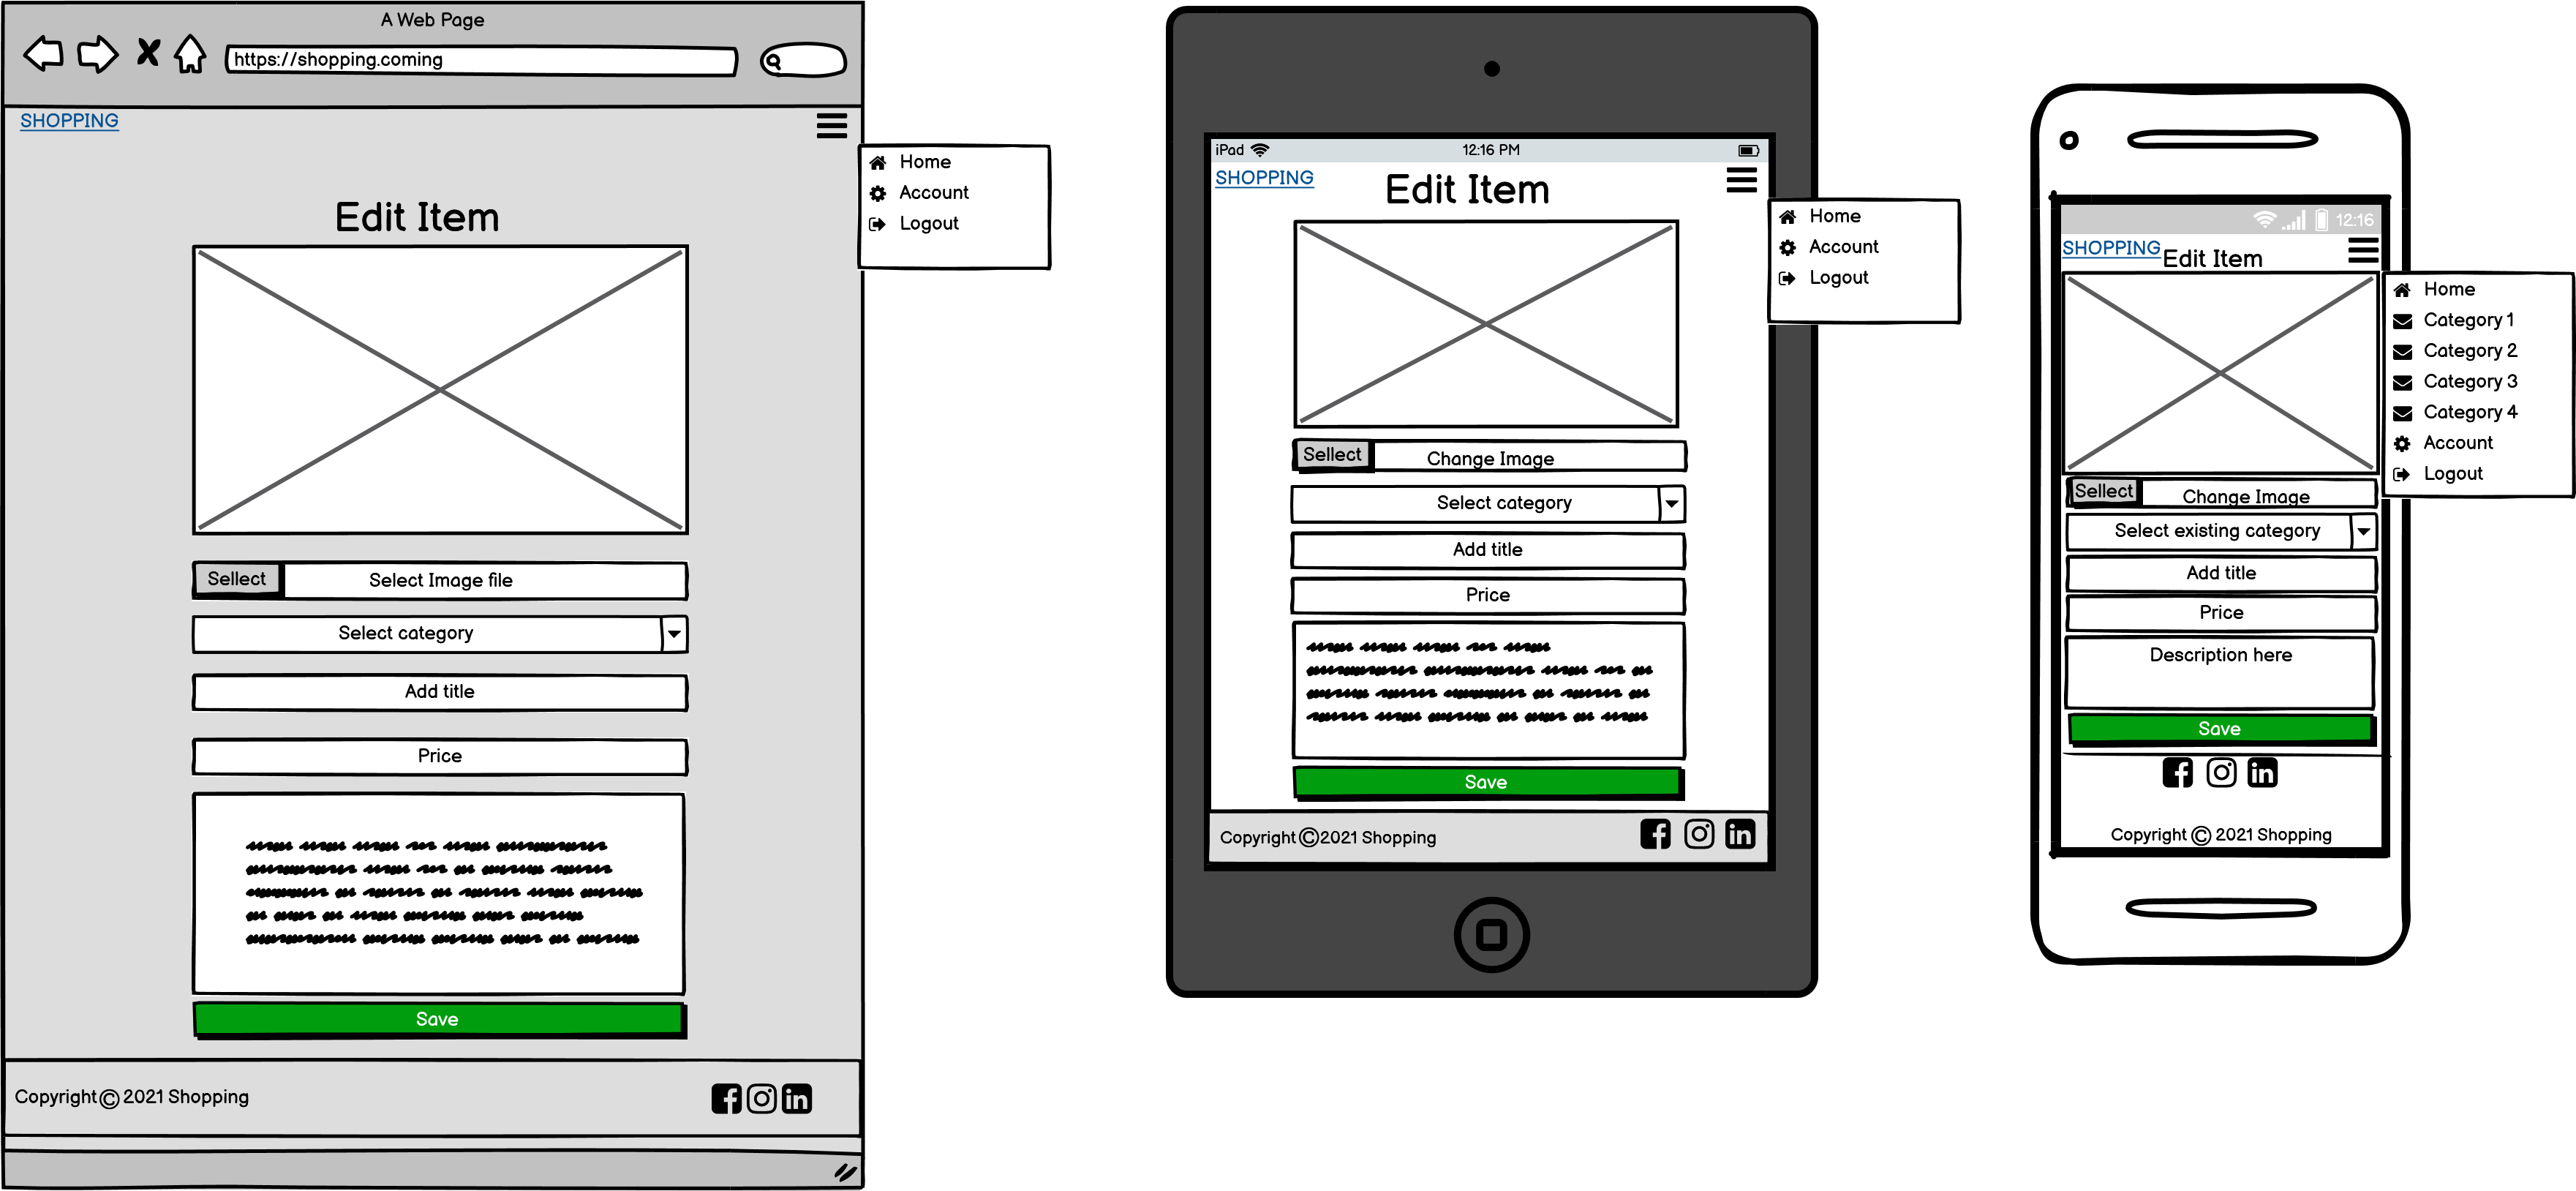 A Web Page
https://shopping.coming
SHOPPING
Home
Account
Logout
Edit Item
Sellect Select Image file
Select category
Add title
Price
Save
Copyright © 2021 Shopping
iPad 12:16 PM
SHOPPING
Edit Item
Home
Account
Logout
Sellect Change Image
Select category
Add title
Price
Save
Copyright © 2021 Shopping
12:16
SHOPPING
Edit Item
Home
Category 1
Category 2
Category 3
Category 4
Account
Logout
Sellect Change Image
Select existing category
Add title
Price
Description here
Save
Copyright © 2021 Shopping